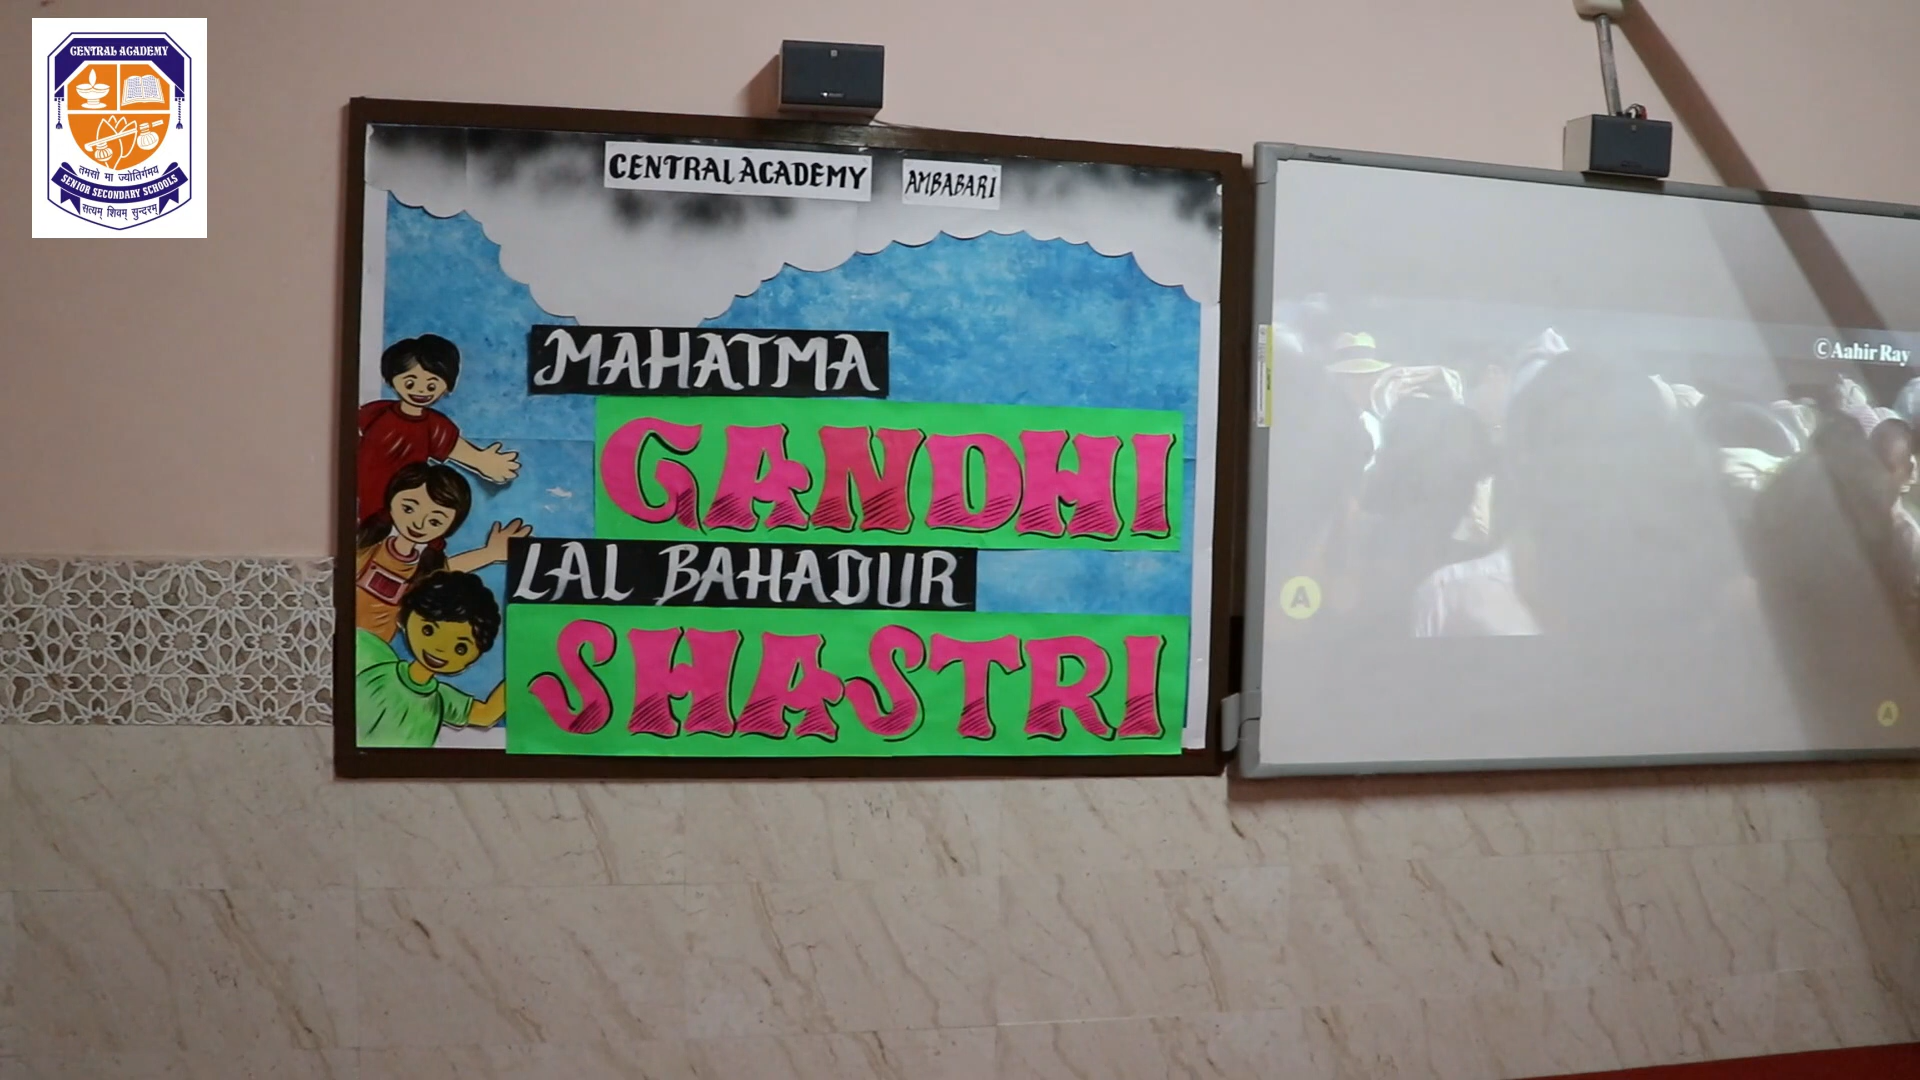 CENTRAL ACADEMY
तमसो मा ज्योतिर्गमय
SENIOR SECONDARY SCHOOLS
सत्यम् शिवम् सुन्दरम्
CENTRAL ACADEMY AMBABARI
MAHATMA
GANDHI
LAL BAHADUR
SHASTRI
©Aahir Ray
A
A